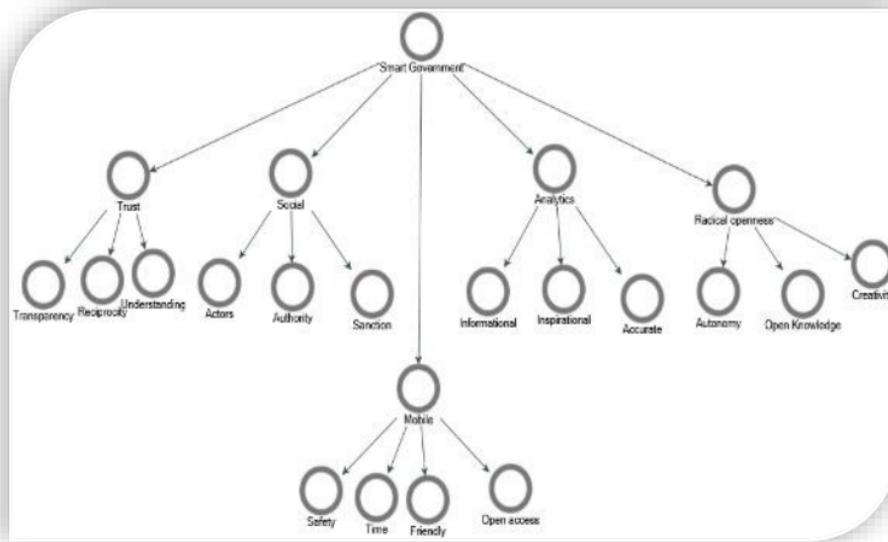 Smart Government
Trust
Social
Analytics
Radical openness
Transparency
Reciprocity
Understanding
Actors
Authority
Sanction
Informational
Inspirational
Accurate
Autonomy
Open Knowledge
Creativit
Mobile
Safety
Time
Friendly
Open access